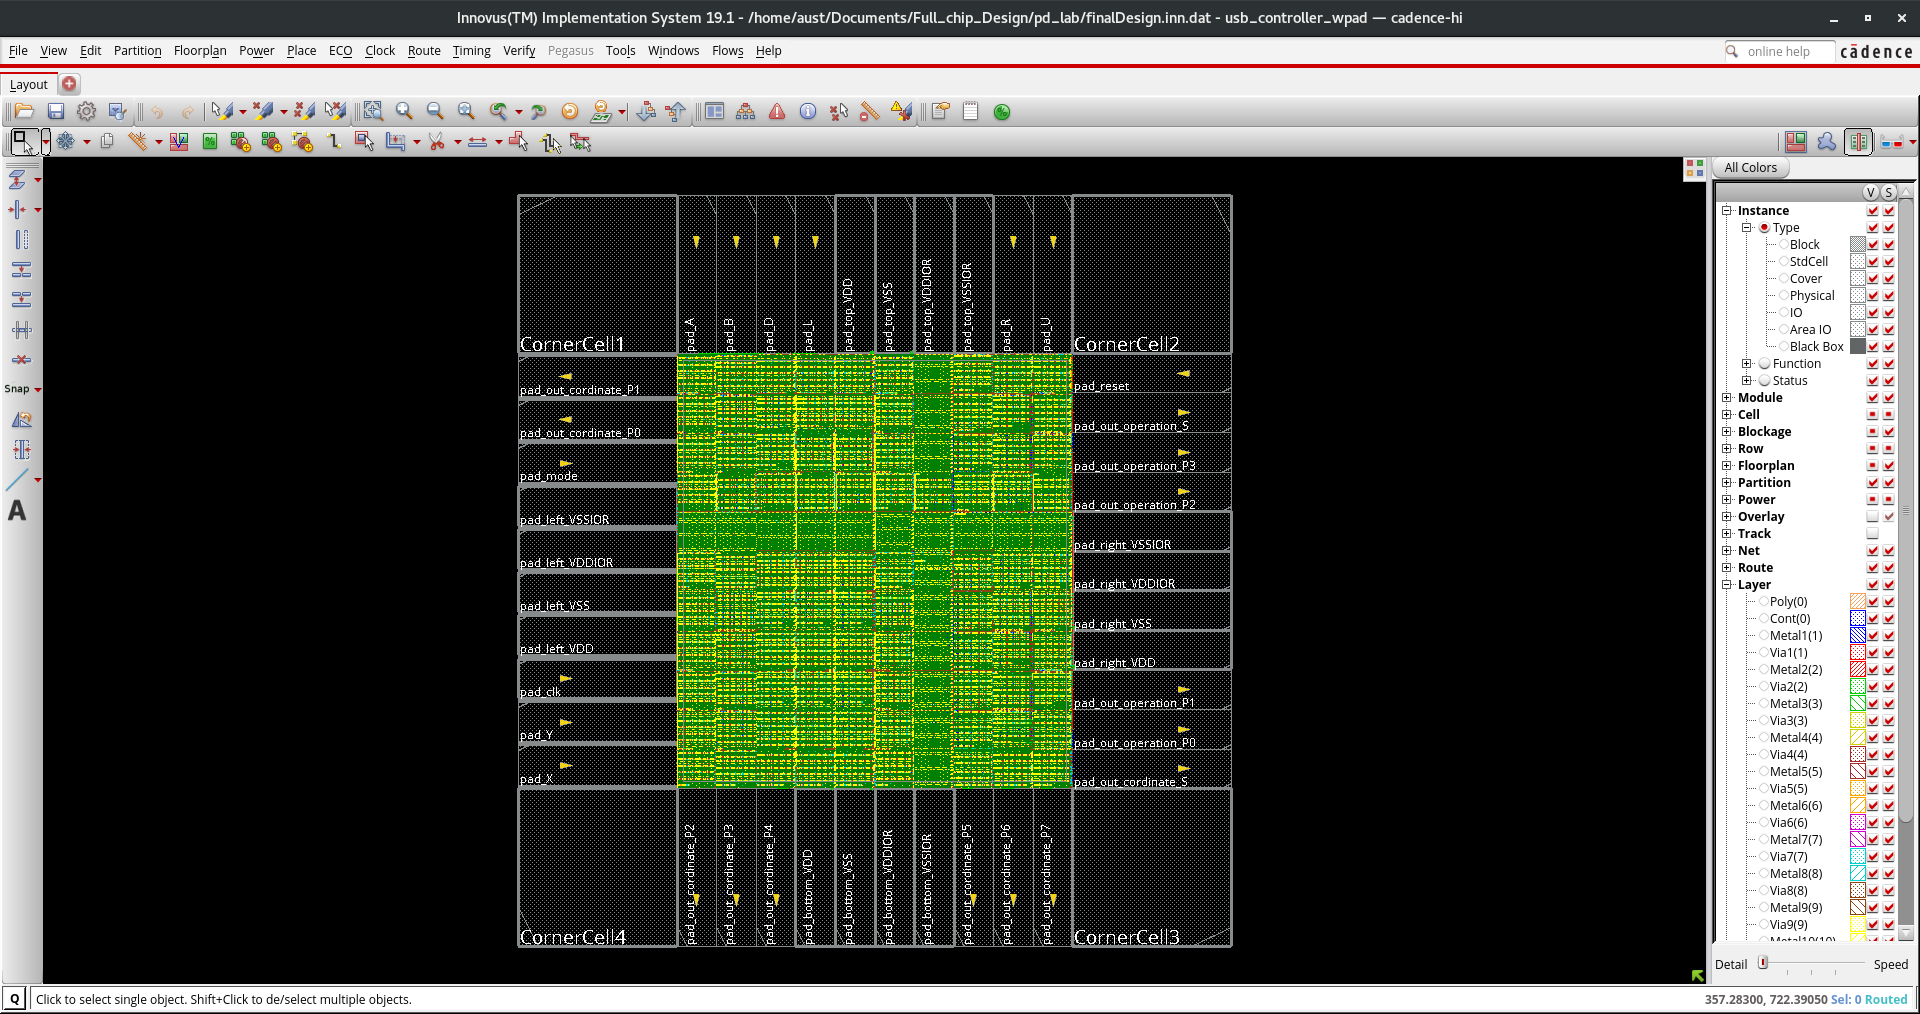 Innovus(TM) Implementation System 19.1 - /home/aust/Documents/Full_chip_Design/pd_lab/finalDesign.inn.dat - usb_controller_wpad — cadence-hi
File View Edit Partition Floorplan Power Place ECO Clock Route Timing Verify Pegasus Tools Windows Flows Help
online help
cādence
Layout
Snap
A
All Colors
V S
CornerCell1
pad_A
pad_B
pad_D
pad_L
pad_top_VDD
pad_top_VSS
pad_top_VDDIOR
pad_top_VSSIOR
pad_R
pad_U
CornerCell2
pad_out_cordinate_P1
pad_out_cordinate_P0
pad_mode
pad_left_VSSIOR
pad_left_VDDIOR
pad_left_VSS
pad_left_VDD
pad_clk
pad_Y
pad_X
pad_reset
pad_out_operation_S
pad_out_operation_P3
pad_out_operation_P2
pad_right_VSSIOR
pad_right_VDDIOR
pad_right_VSS
pad_right_VDD
pad_out_operation_P1
pad_out_operation_P0
pad_out_cordinate_S
CornerCell4
pad_out_cordinate_P2
pad_out_cordinate_P3
pad_out_cordinate_P4
pad_bottom_VDD
pad_bottom_VSS
pad_bottom_VDDIOR
pad_bottom_VSSIOR
pad_out_cordinate_P5
pad_out_cordinate_P6
pad_out_cordinate_P7
CornerCell3
Instance
Type
Block
StdCell
Cover
Physical
IO
Area IO
Black Box
Function
Status
Module
Cell
Blockage
Row
Floorplan
Partition
Power
Overlay
Track
Net
Route
Layer
Poly(0)
Cont(0)
Metal1(1)
Via1(1)
Metal2(2)
Via2(2)
Metal3(3)
Via3(3)
Metal4(4)
Via4(4)
Metal5(5)
Via5(5)
Metal6(6)
Via6(6)
Metal7(7)
Via7(7)
Metal8(8)
Via8(8)
Metal9(9)
Via9(9)
Metal10(10)
Detail Speed
Q Click to select single object. Shift+Click to de/select multiple objects.
357.28300, 722.39050 Sel: 0 Routed